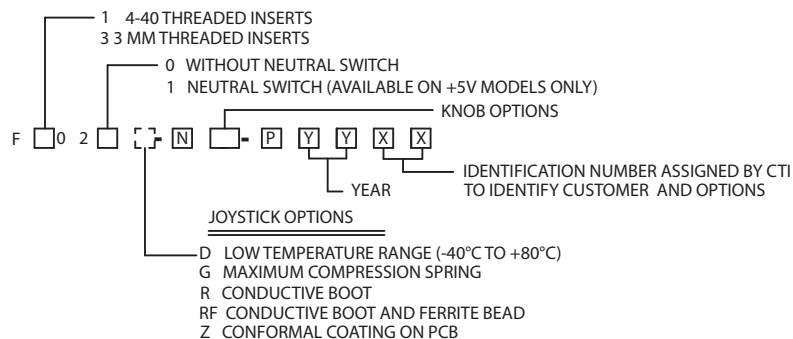 1 4-40 THREADED INSERTS
3 3 MM THREADED INSERTS
0 WITHOUT NEUTRAL SWITCH
1 NEUTRAL SWITCH (AVAILABLE ON +5V MODELS ONLY)
KNOB OPTIONS
F 0 2 - N - P Y Y X X
IDENTIFICATION NUMBER ASSIGNED BY CTI
YEAR TO IDENTIFY CUSTOMER AND OPTIONS
JOYSTICK OPTIONS
D LOW TEMPERATURE RANGE (-40°C TO +80°C)
G MAXIMUM COMPRESSION SPRING
R CONDUCTIVE BOOT
RF CONDUCTIVE BOOT AND FERRITE BEAD
Z CONFORMAL COATING ON PCB